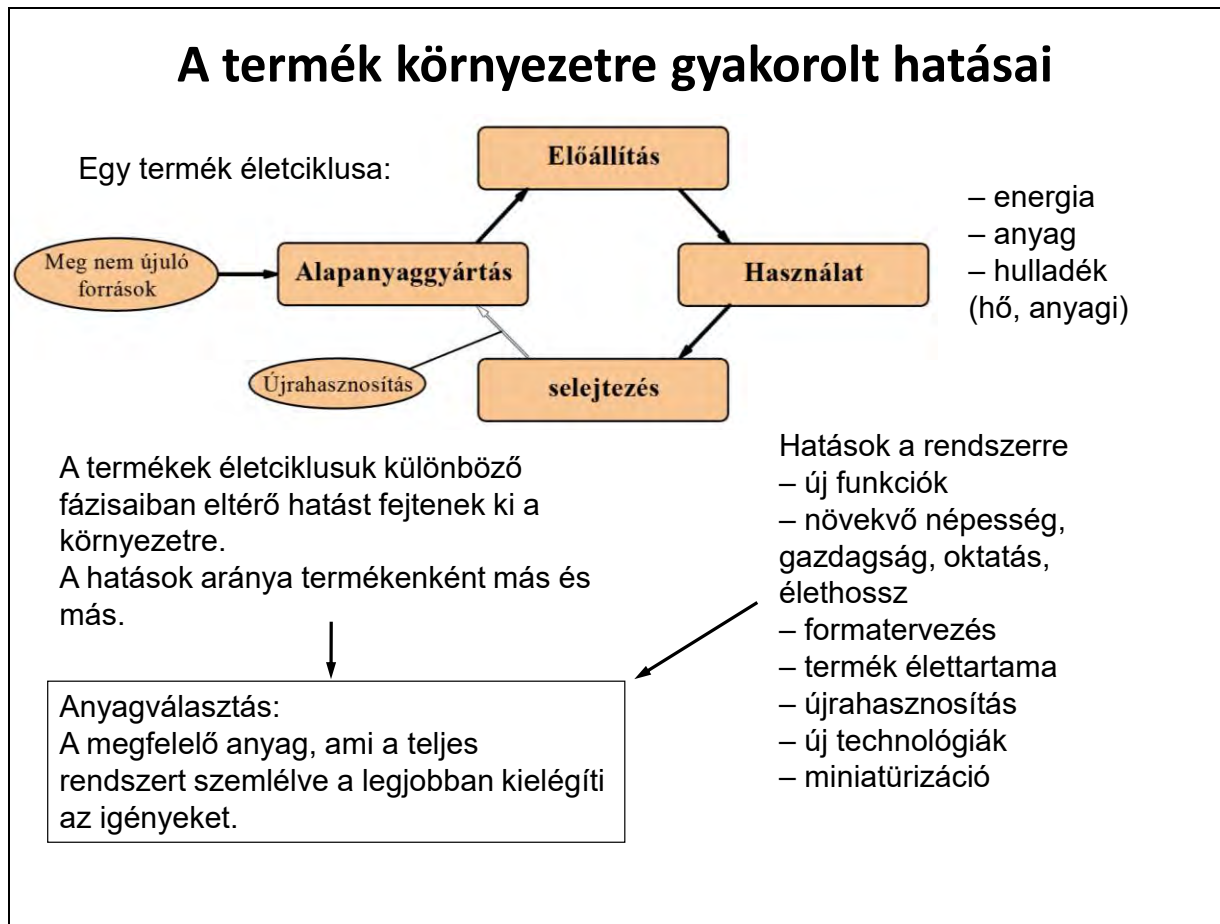 A termék környezetre gyakorolt hatásai
Egy termék életciklusa:
Előállítás
Meg nem újuló
források
Alapanyaggyártás
Használat
Újrahasznosítás
selejtezés
– energia
– anyag
– hulladék
(hő, anyagi)
A termékek életciklusuk különböző
fázisaiban eltérő hatást fejtenek ki a
környezetre.
A hatások aránya termékenként más és
más.
Hatások a rendszerre
– új funkciók
– növekvő népesség,
gazdagság, oktatás,
élethossz
– formatervezés
– termék élettartama
– újrahasznosítás
– új technológiák
– miniatürizáció
Anyagválasztás:
A megfelelő anyag, ami a teljes
rendszert szemlélve a legjobban kielégíti
az igényeket.